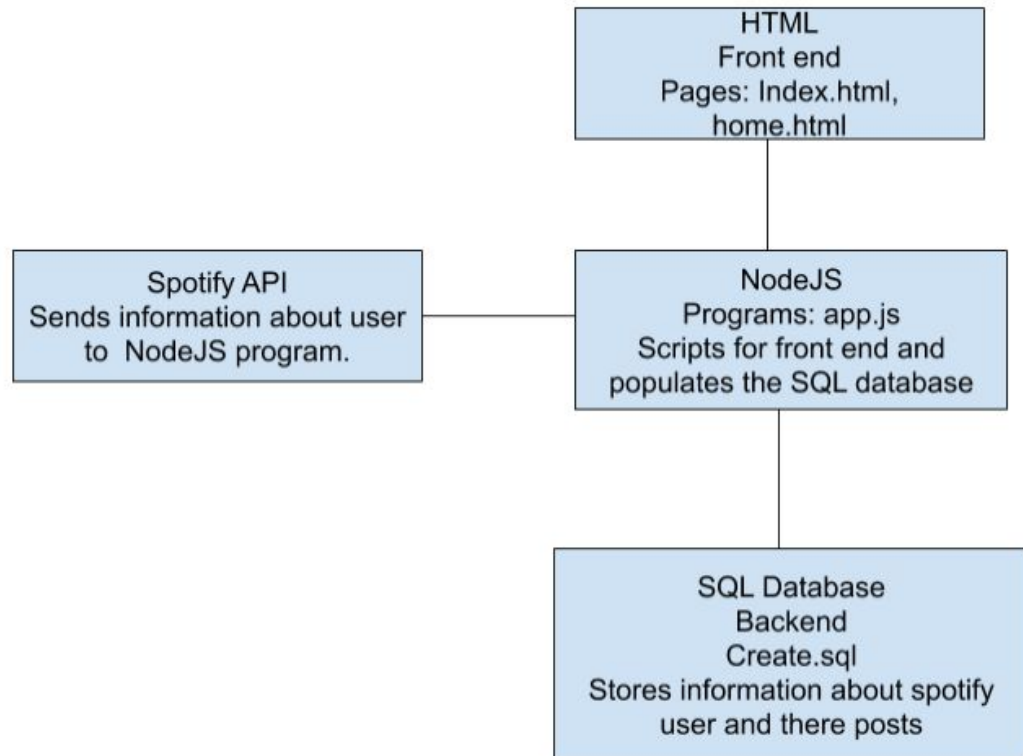 HTML
Front end
Pages: Index.html,
home.html
Spotify API
Sends information about user
to NodeJS program.
NodeJS
Programs: app.js
Scripts for front end and
populates the SQL database
SQL Database
Backend
Create.sql
Stores information about spotify
user and there posts